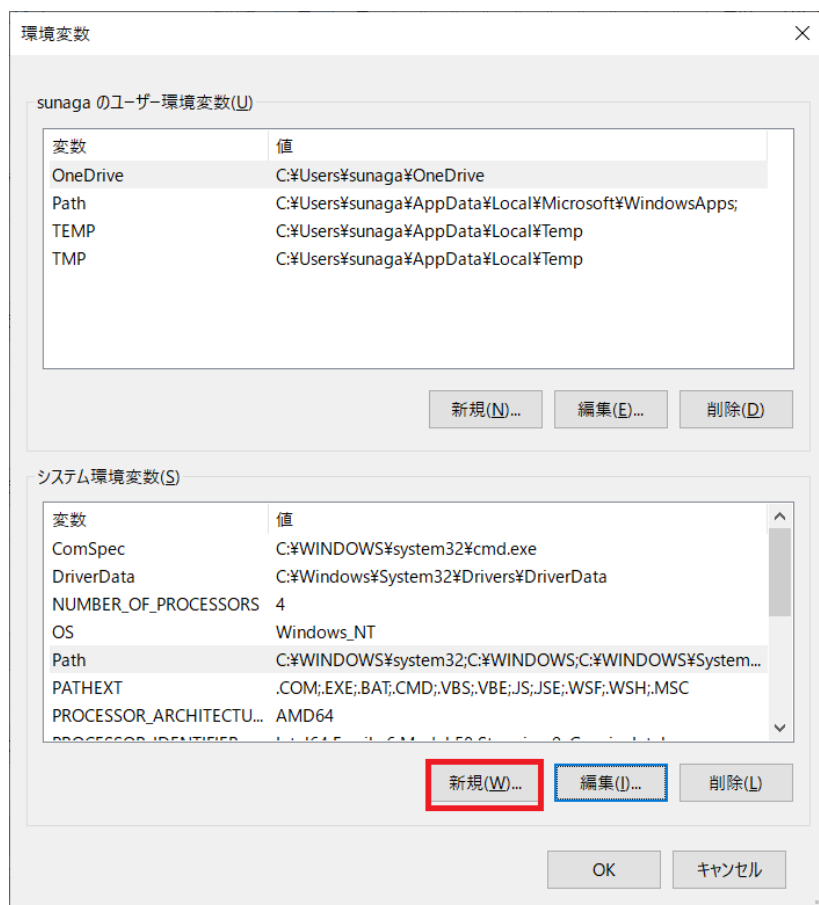 環境変数
sunaga のユーザー環境変数(U)
変数 値
OneDrive C:¥Users¥sunaga¥OneDrive
Path C:¥Users¥sunaga¥AppData¥Local¥Microsoft¥WindowsApps;
TEMP C:¥Users¥sunaga¥AppData¥Local¥Temp
TMP C:¥Users¥sunaga¥AppData¥Local¥Temp
新規(N)... 編集(E)... 削除(D)
システム環境変数(S)
変数 値
ComSpec C:¥WINDOWS¥system32¥cmd.exe
DriverData C:¥Windows¥System32¥Drivers¥DriverData
NUMBER_OF_PROCESSORS 4
OS Windows_NT
Path C:¥WINDOWS¥system32;C:¥WINDOWS;C:¥WINDOWS¥System...
PATHEXT .COM;.EXE;.BAT;.CMD;.VBS;.VBE;.JS;.JSE;.WSF;.WSH;.MSC
PROCESSOR_ARCHITECTU... AMD64
新規(W)... 編集(I)... 削除(L)
OK キャンセル